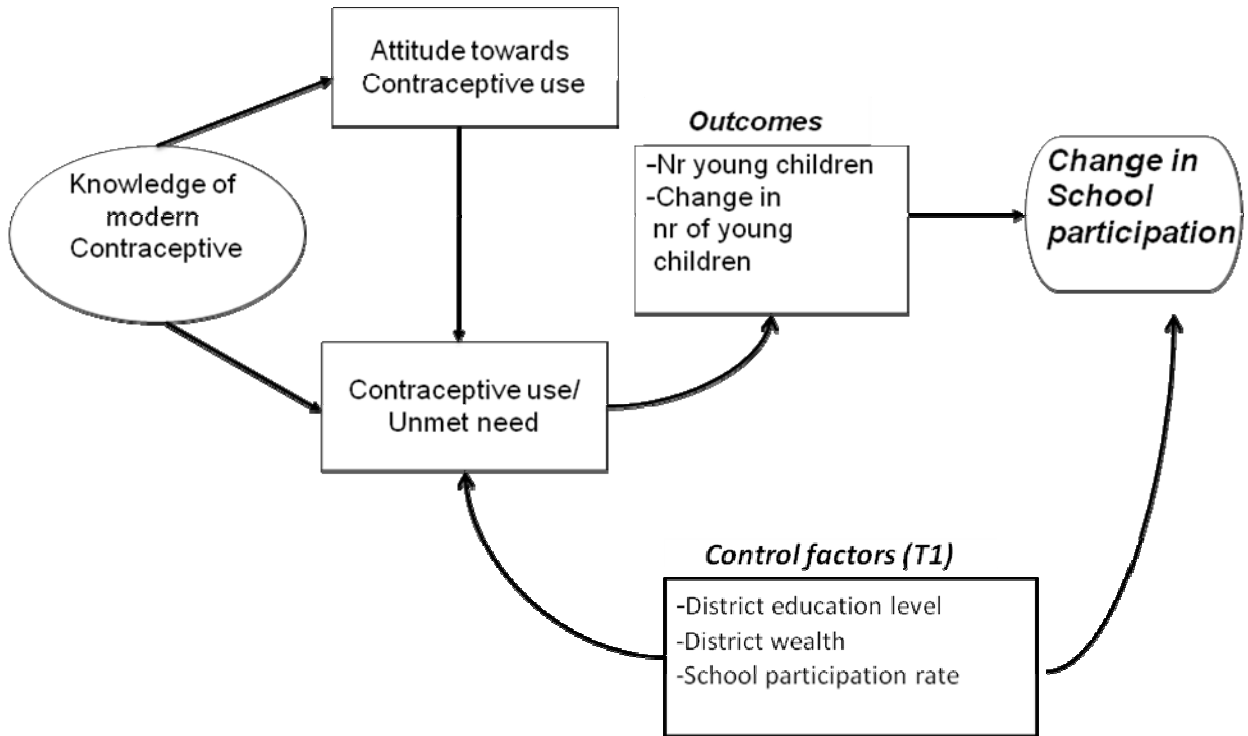 Attitude towards
Contraceptive use
Knowledge of
modern
Contraceptive
Contraceptive use/
Unmet need
Outcomes
-Nr young children
-Change in
nr of young
children
Change in
School
participation
Control factors (T1)
-District education level
-District wealth
-School participation rate